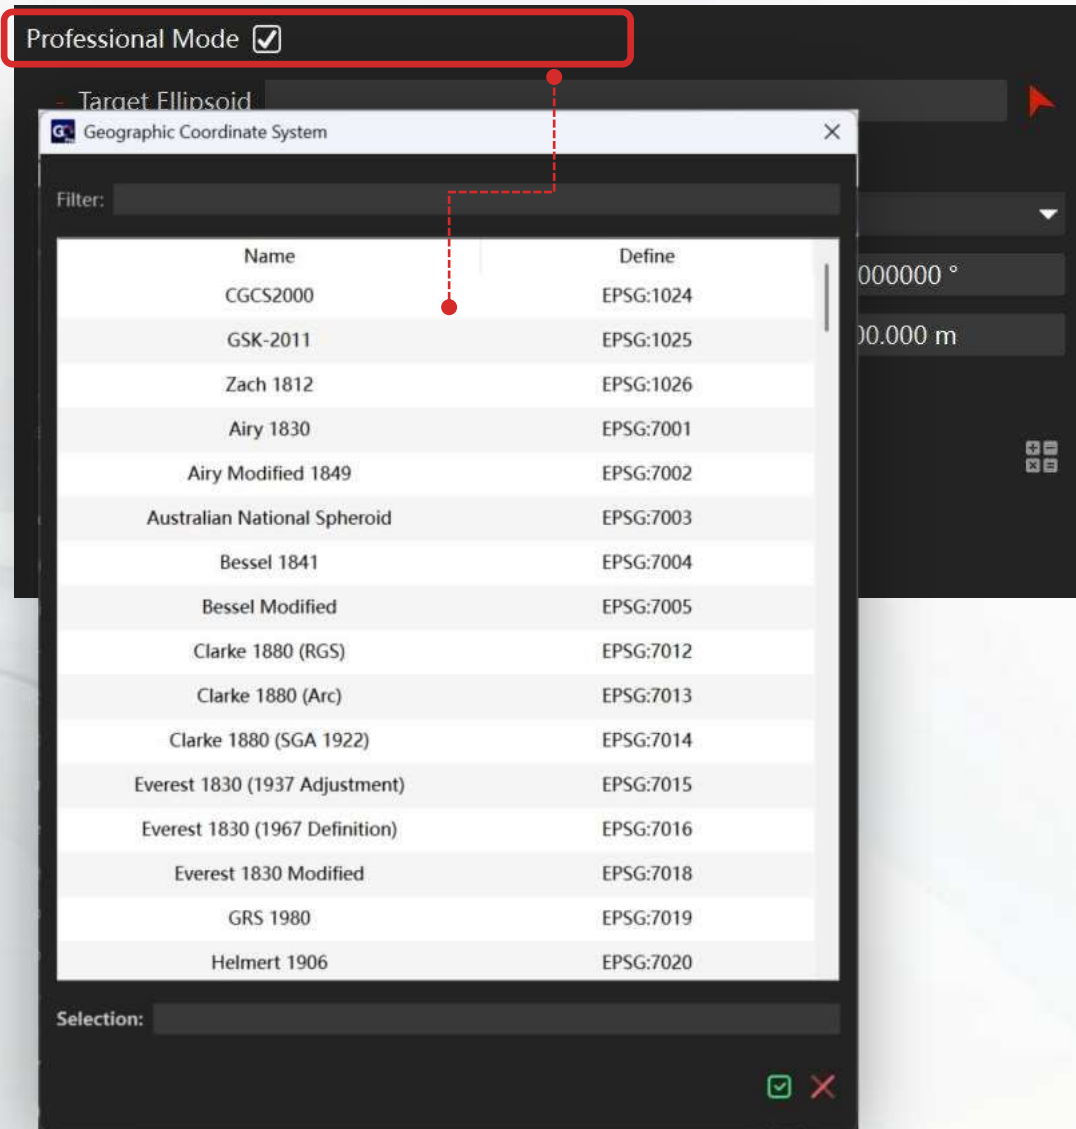 Professional Mode
- Target Ellipsoid
Geographic Coordinate System
Filter:
000000 °
Name Define
CGCS2000 EPSG:1024
GSK-2011 EPSG:1025
00.000 m
Zach 1812 EPSG:1026
Airy 1830 EPSG:7001
Airy Modified 1849 EPSG:7002
Australian National Spheroid EPSG:7003
Bessel 1841 EPSG:7004
Bessel Modified EPSG:7005
Clarke 1880 (RGS) EPSG:7012
Clarke 1880 (Arc) EPSG:7013
Clarke 1880 (SGA 1922) EPSG:7014
Everest 1830 (1937 Adjustment) EPSG:7015
Everest 1830 (1967 Definition) EPSG:7016
Everest 1830 Modified EPSG:7018
GRS 1980 EPSG:7019
Helmert 1906 EPSG:7020
Selection: